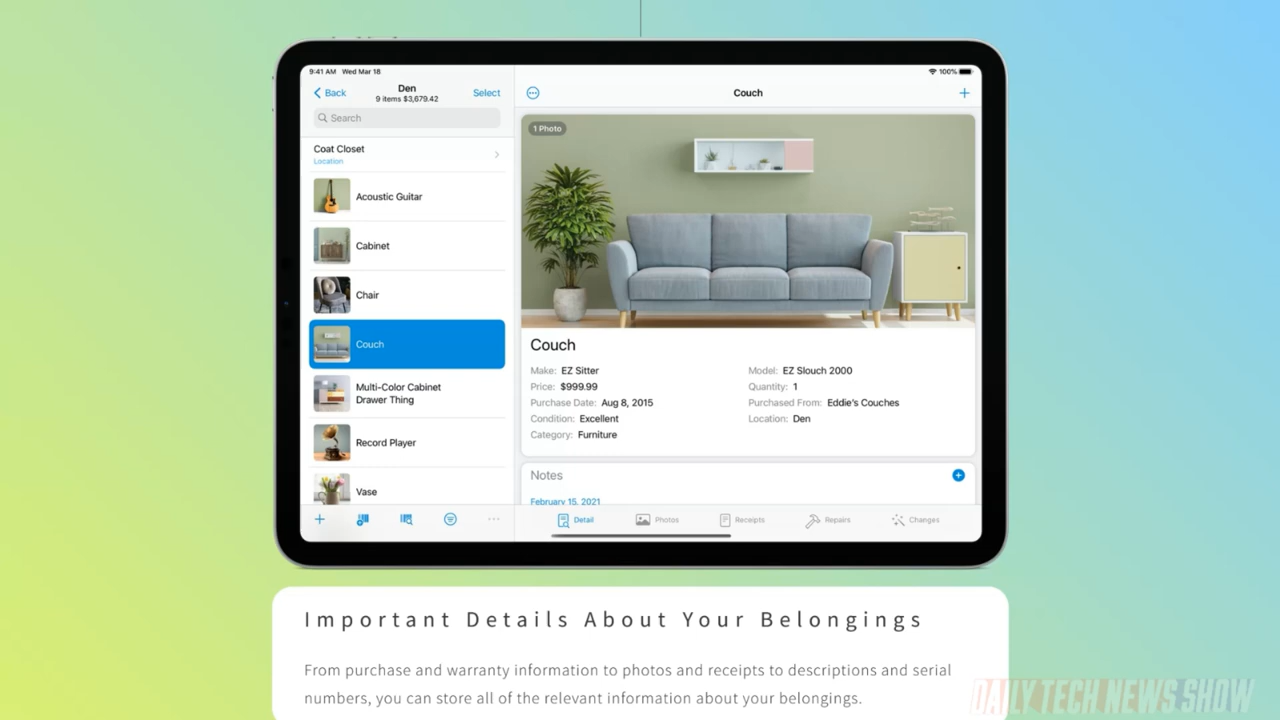 9:41 AM Wed Mar 18
100%
Back
Den
9 items $3,679.42
Select
Search
Coat Closet
Location
Acoustic Guitar
Cabinet
Chair
Couch
Multi-Color Cabinet
Drawer Thing
Record Player
Vase
Couch
1 Photo
Couch
Make: EZ Sitter
Model: EZ Slouch 2000
Price: $999.99
Quantity: 1
Purchase Date: Aug 8, 2015
Purchased From: Eddie's Couches
Condition: Excellent
Location: Den
Category: Furniture
Notes
February 15, 2021
Detail
Photos
Receipts
Repairs
Changes
Important Details About Your Belongings
From purchase and warranty information to photos and receipts to descriptions and serial
numbers, you can store all of the relevant information about your belongings.
DAILY TECH NEWS SHOW